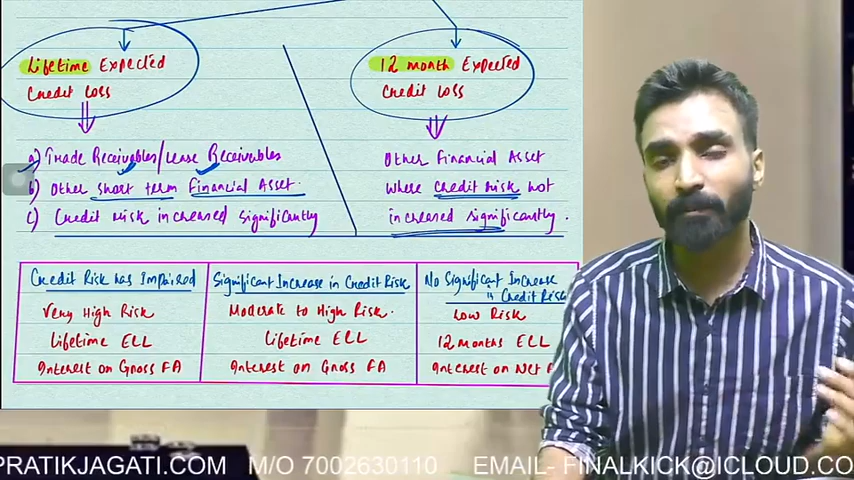 Lifetime Expected
Credit loss
12 month Expected
Credit loss
a) Trade Receivables/Lease Receivables
b) Other short term Financial Asset.
c) Credit risk increased significantly
Other Financial Asset
where credit risk not
increased significantly.
Credit Risk has Impaired
Very High Risk
Lifetime ECL
Interest on Gross FA
Significant Increase in Credit Risk
Moderate to High Risk.
Lifetime ECL
Interest on Gross FA
No Significant Increase
in Credit Risk
Low Risk
12 months ECL
Interest on Net
PRATIKJAGATI.COM M/O 7002630110 EMAIL- FINALKICK@ICLOUD.CO